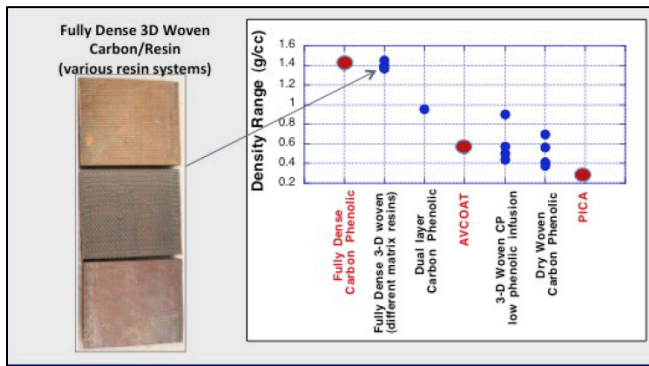 Fully Dense 3D Woven
Carbon/Resin
(various resin systems)
Density Range (g/cc)
1.6
1.4
1.2
1
0.8
0.6
0.4
0.2
Fully Dense
Carbon Phenolic
Fully Dense 3-D woven
(different matrix resins)
Dual layer
Carbon Phenolic
AVCOAT
3-D Woven CP
low phenolic infusion
Dry Woven
Carbon Phenolic
PICA